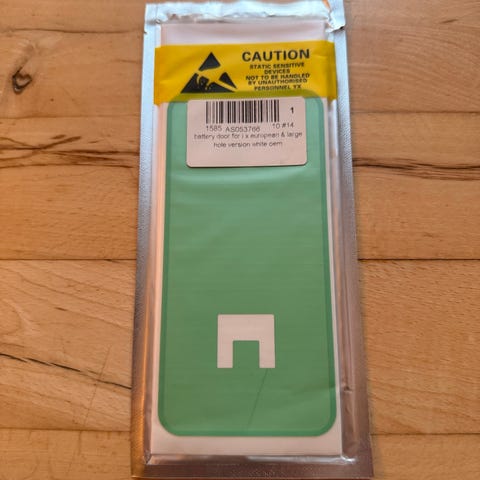 CAUTION
STATIC SENSITIVE
DEVICES
NOT TO BE HANDLED
BY UNAUTHORISED
PERSONNEL YX
1
1585 AS053766 10 #14
battery door for i x european & large
hole version white oem